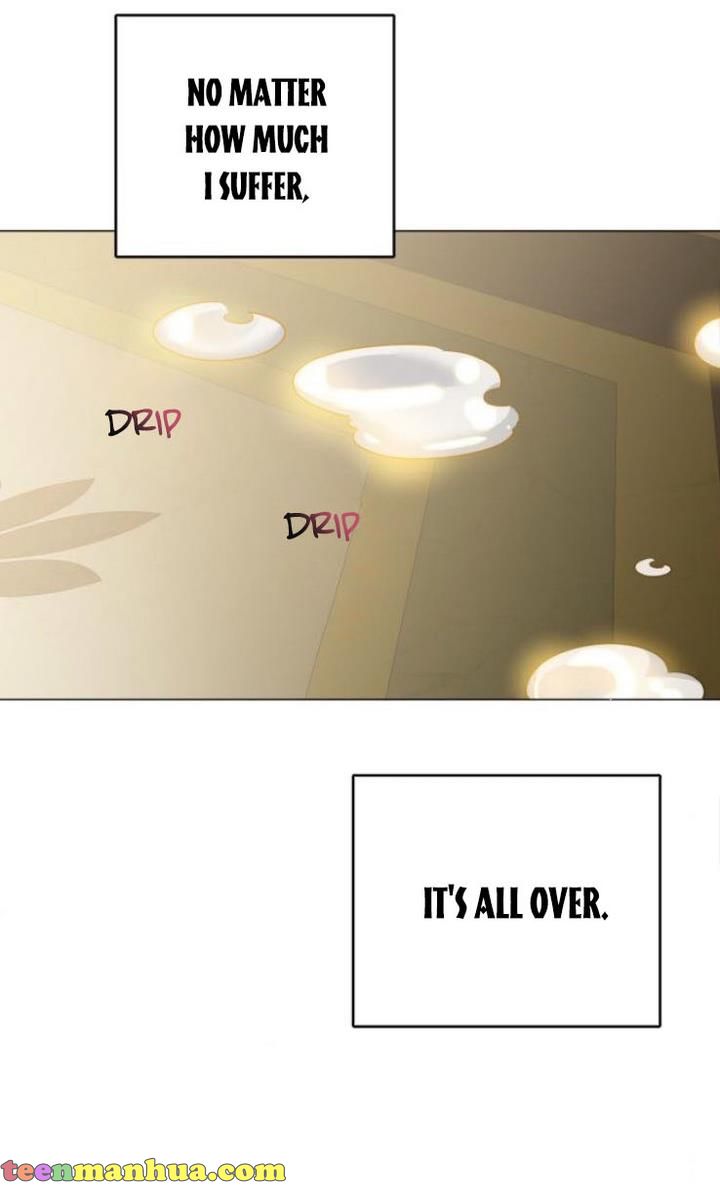 NO MATTER
HOW MUCH
I SUFFER,
DRIP
DRIP
IT'S ALL OVER.
teenmanhua.com